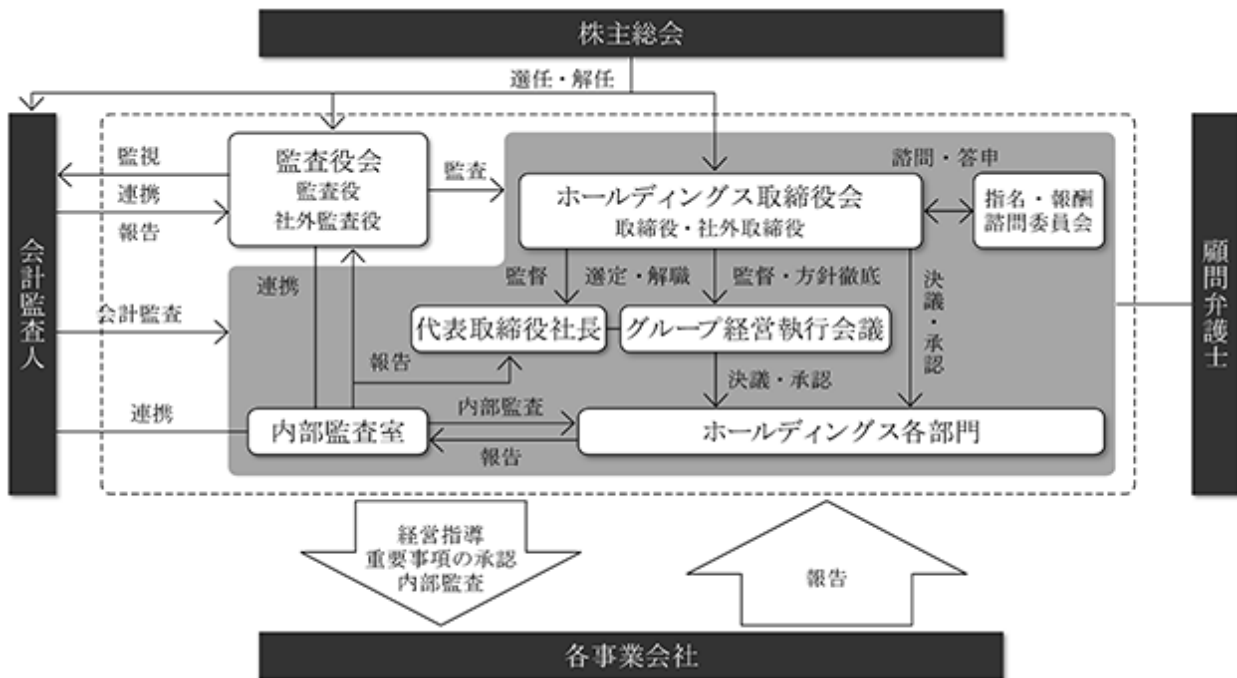 株主総会
選任・解任
会計監査人
監視
連携
報告
監査役会
監査役
社外監査役
監査
諮問・答申
ホールディングス取締役会
取締役・社外取締役
指名・報酬
諮問委員会
顧問弁護士
連携
監督
選定・解職
監督・方針徹底
決議・承認
会計監査
代表取締役社長
グループ経営執行会議
報告
決議・承認
連携
内部監査室
内部監査
報告
ホールディングス各部門
経営指導
重要事項の承認
内部監査
報告
各事業会社